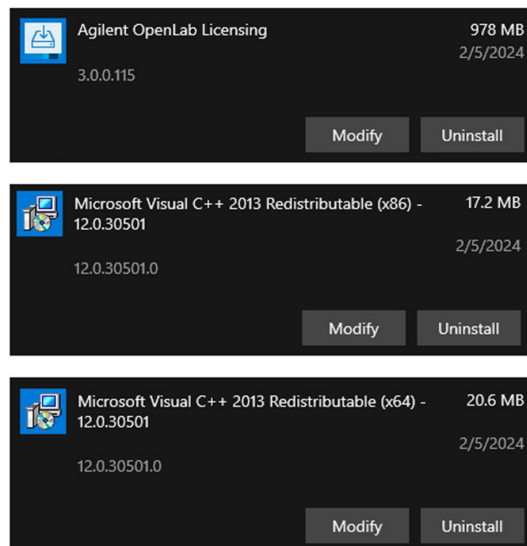 Agilent OpenLab Licensing 978 MB
2/5/2024
3.0.0.115
Modify Uninstall
Microsoft Visual C++ 2013 Redistributable (x86) - 17.2 MB
12.0.30501
2/5/2024
12.0.30501.0
Modify Uninstall
Microsoft Visual C++ 2013 Redistributable (x64) - 20.6 MB
12.0.30501
2/5/2024
12.0.30501.0
Modify Uninstall